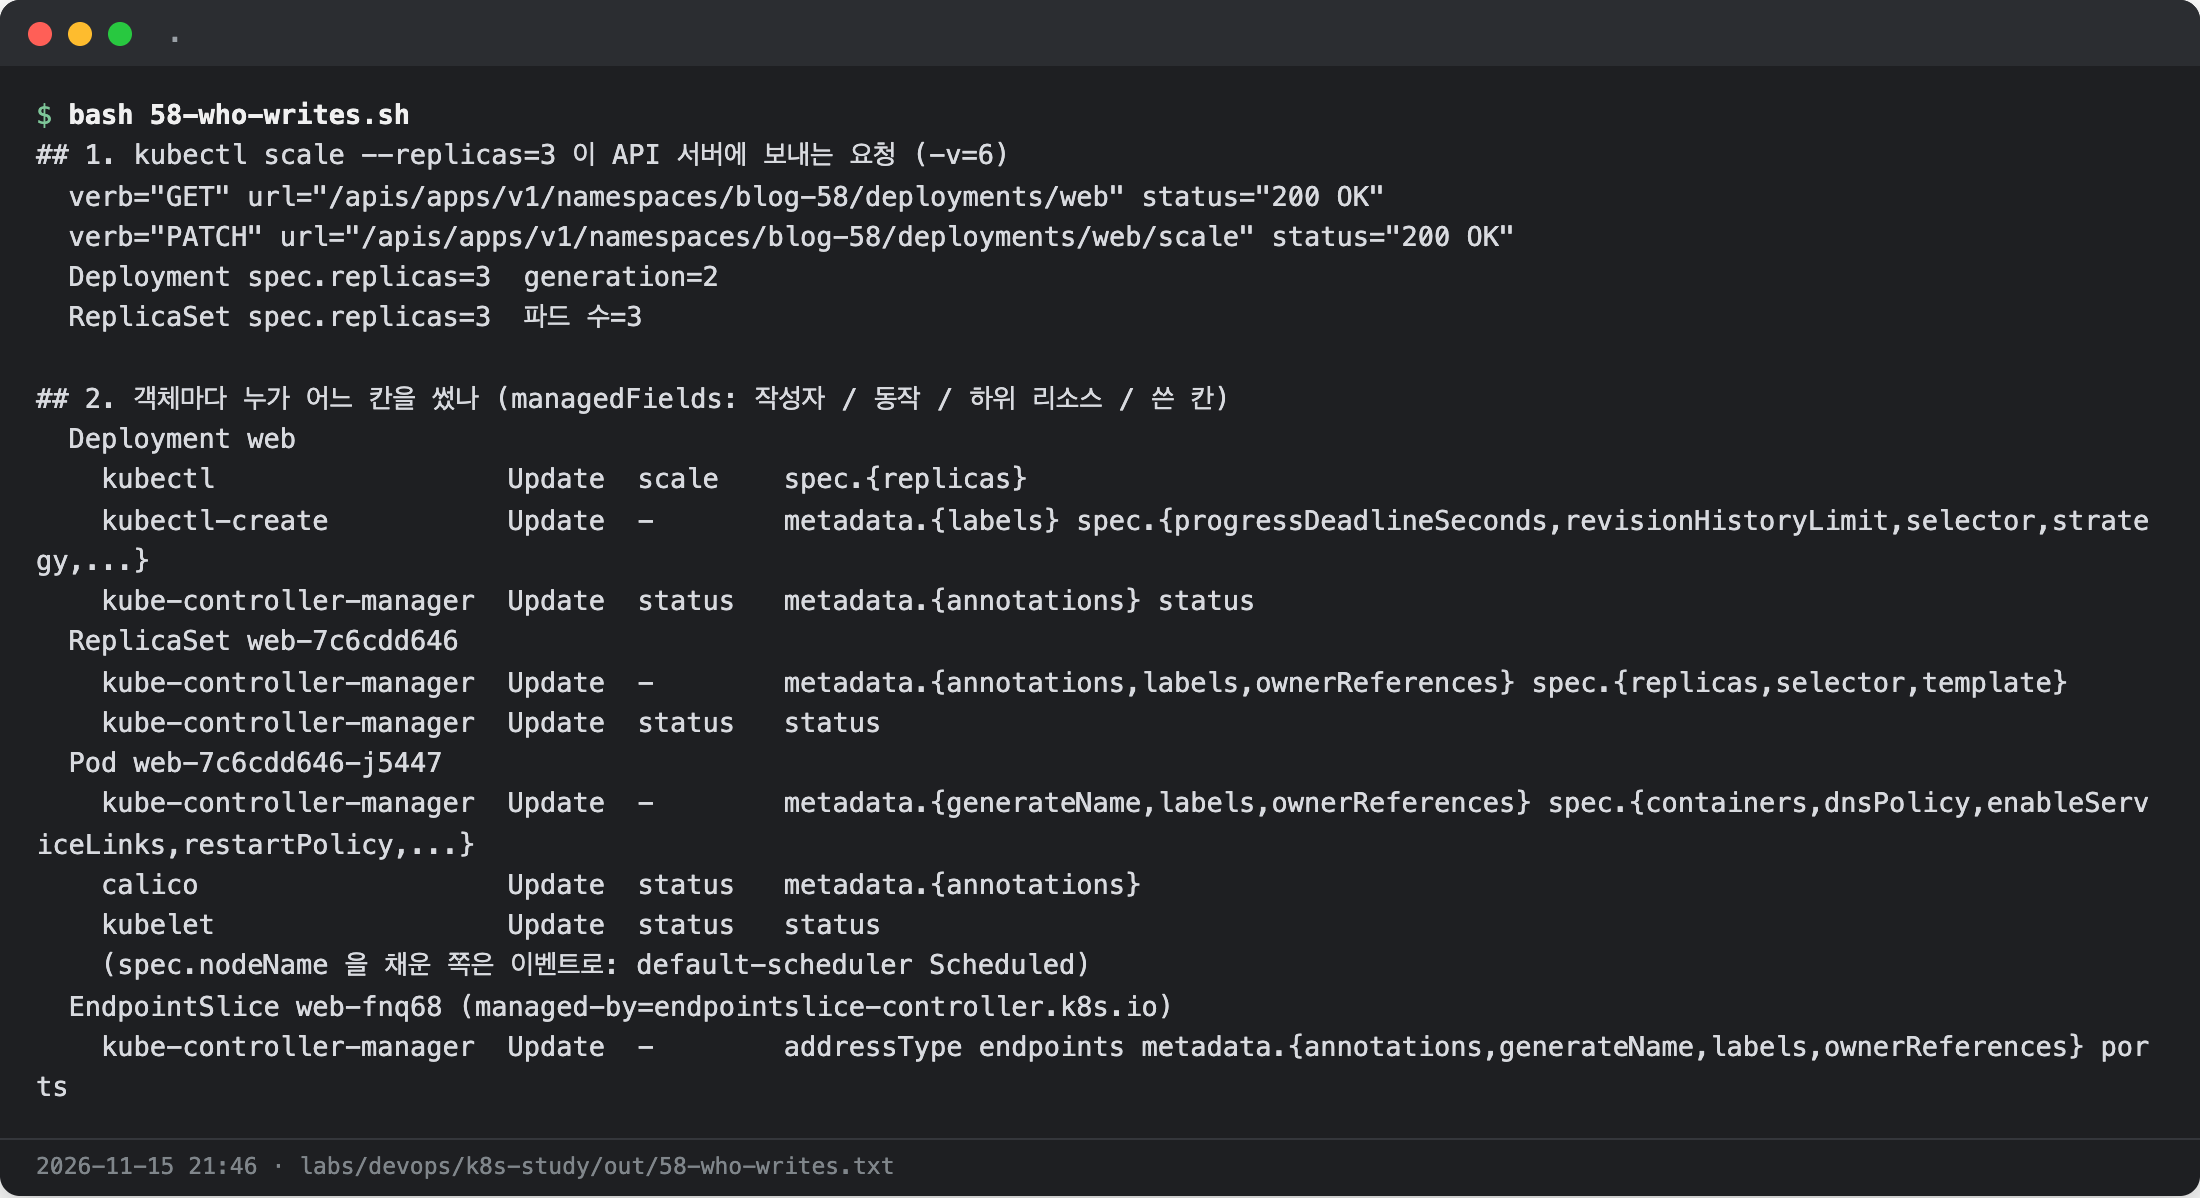 .
$ bash 58-who-writes.sh
## 1. kubectl scale --replicas=3 이 API 서버에 보내는 요청 (-v=6)
  verb="GET" url="/apis/apps/v1/namespaces/blog-58/deployments/web" status="200 OK"
  verb="PATCH" url="/apis/apps/v1/namespaces/blog-58/deployments/web/scale" status="200 OK"
  Deployment spec.replicas=3  generation=2
  ReplicaSet spec.replicas=3  파드 수=3

## 2. 객체마다 누가 어느 칸을 썼나 (managedFields: 작성자 / 동작 / 하위 리소스 / 쓴 칸)
  Deployment web
    kubectl                  Update  scale    spec.{replicas}
    kubectl-create           Update  -        metadata.{labels} spec.{progressDeadlineSeconds,revisionHistoryLimit,selector,strate
gy,...}
    kube-controller-manager  Update  status   metadata.{annotations} status
  ReplicaSet web-7c6cdd646
    kube-controller-manager  Update  -        metadata.{annotations,labels,ownerReferences} spec.{replicas,selector,template}
    kube-controller-manager  Update  status   status
  Pod web-7c6cdd646-j5447
    kube-controller-manager  Update  -        metadata.{generateName,labels,ownerReferences} spec.{containers,dnsPolicy,enableServ
iceLinks,restartPolicy,...}
    calico                   Update  status   metadata.{annotations}
    kubelet                  Update  status   status
    (spec.nodeName 을 채운 쪽은 이벤트로: default-scheduler Scheduled)
  EndpointSlice web-fnq68 (managed-by=endpointslice-controller.k8s.io)
    kube-controller-manager  Update  -        addressType endpoints metadata.{annotations,generateName,labels,ownerReferences} por
ts
2026-11-15 21:46 · labs/devops/k8s-study/out/58-who-writes.txt